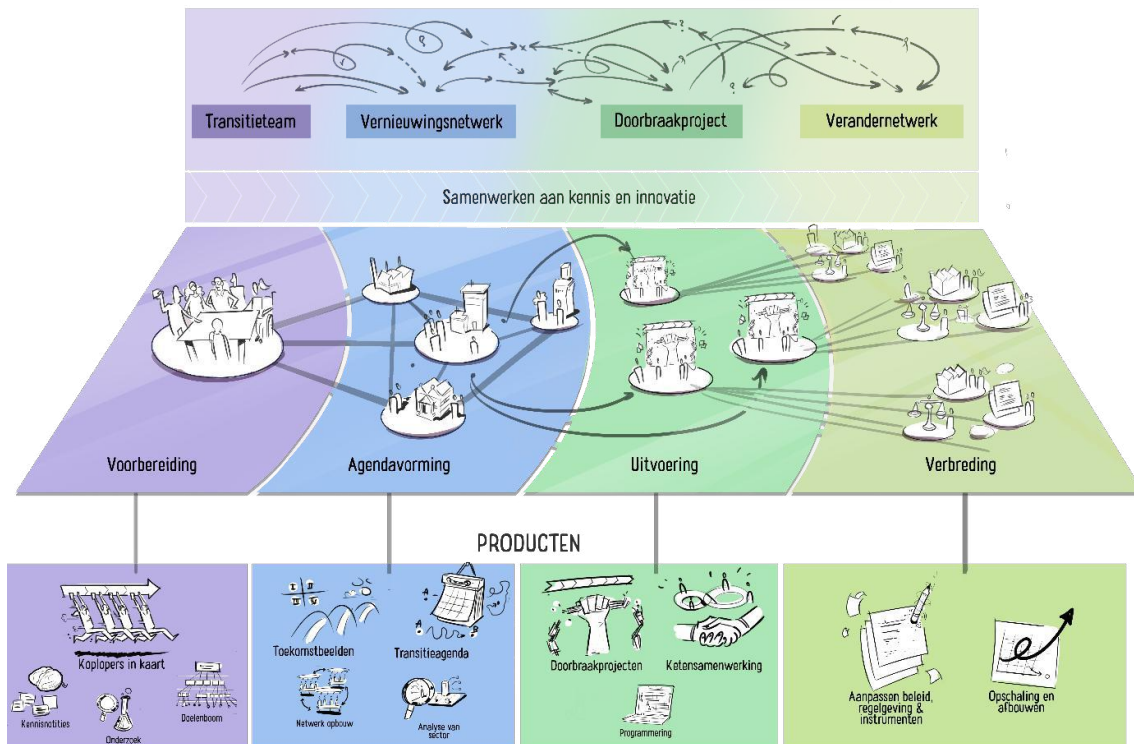 Transitieteam
Vernieuwingsnetwerk
Doorbraakproject
Verandernetwerk
Samenwerken aan kennis en innovatie
Voorbereiding
Agendavorming
Uitvoering
Verbreding
PRODUCTEN
Koplopers in kaart
Kennisnotities
Onderzoek
Doelenboom
Toekomstbeelden
Transitieagenda
Netwerk opbouw
Analyse van
sector
Doorbraakprojecten
Ketensamenwerking
Programmering
Aanpassen beleid,
regelgeving &
instrumenten
Opschaling en
afbouwen